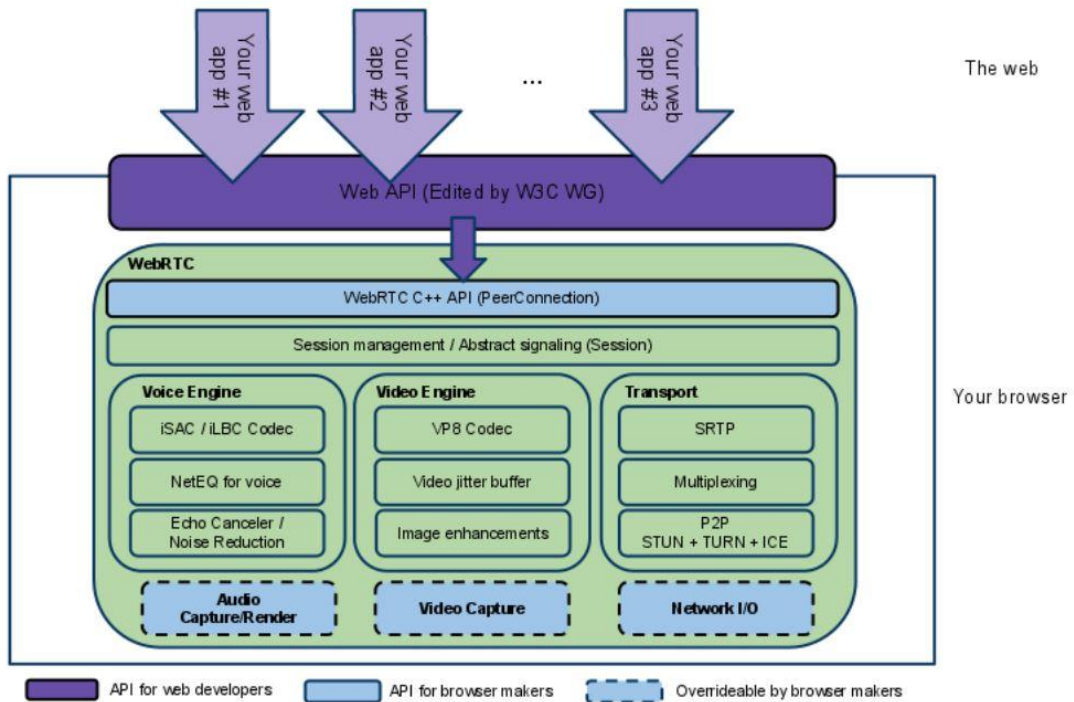 Your web
app #1
Your web
app #2
...
Your web
app #3
The web
Web API (Edited by W3C WG)
WebRTC
WebRTC C++ API (PeerConnection)
Session management / Abstract signaling (Session)
Your browser
Voice Engine
iSAC / iLBC Codec
NetEQ for voice
Echo Canceler /
Noise Reduction
Video Engine
VP8 Codec
Video jitter buffer
Image enhancements
Transport
SRTP
Multiplexing
P2P
STUN + TURN + ICE
Audio
Capture/Render
Video Capture
Network I/O
API for web developers
API for browser makers
Overrideable by browser makers